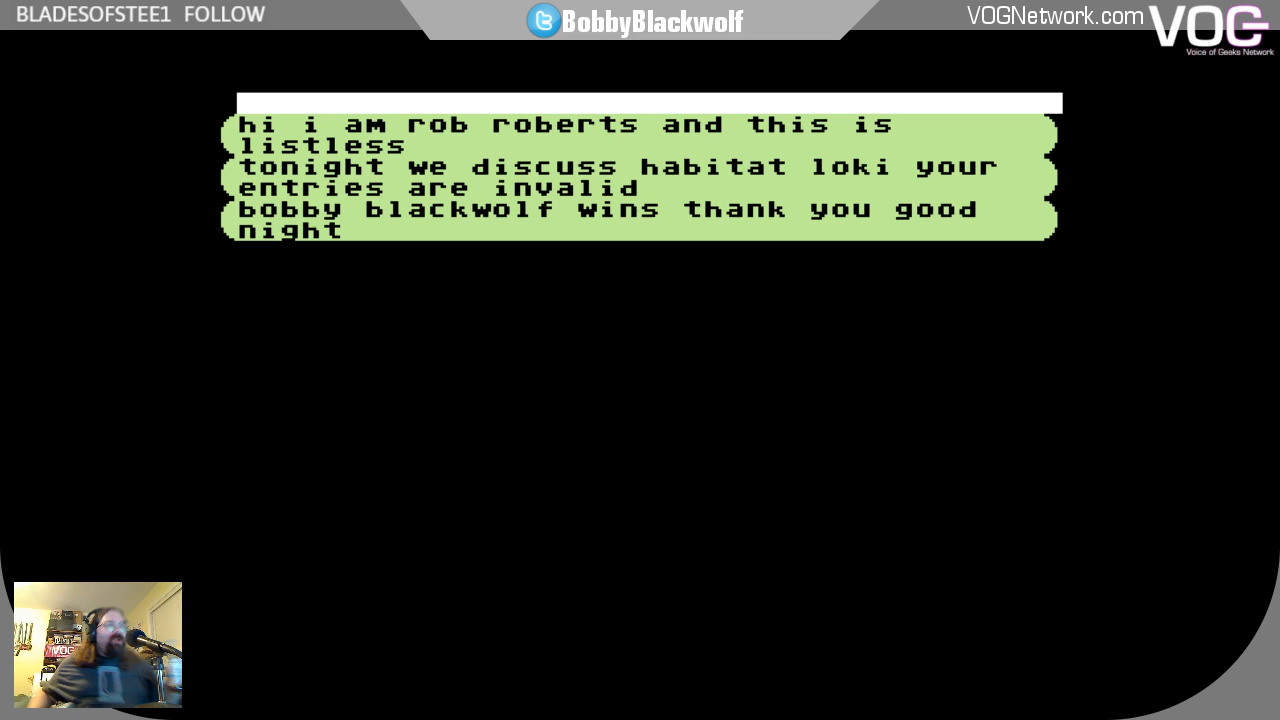 BLADESOFSTEE1 FOLLOW
BobbyBlackwolf
VOGNetwork.com
VOG
Voice of Geeks Network
hi i am rob roberts and this is
listless
tonight we discuss habitat loki your
entries are invalid
bobby blackwolf wins thank you good
night
VOG